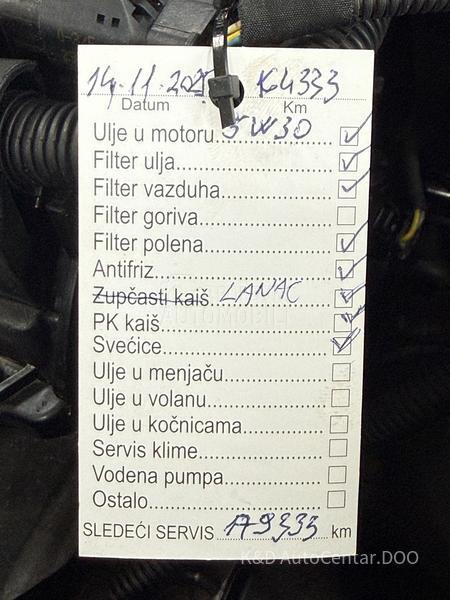 14.11.2025 64333
Datum Km
Ulje u motoru 5W30
Filter ulja
Filter vazduha
Filter goriva
Filter polena
Antifriz
Zupčasti kaiš LANAC
PK kaiš
Svećice
Ulje u menjaču
Ulje u volanu
Ulje u kočnicama
Servis klime
Vodena pumpa
Ostalo
SLEDEĆI SERVIS 79333 km
K&D AutoCentar.DOO